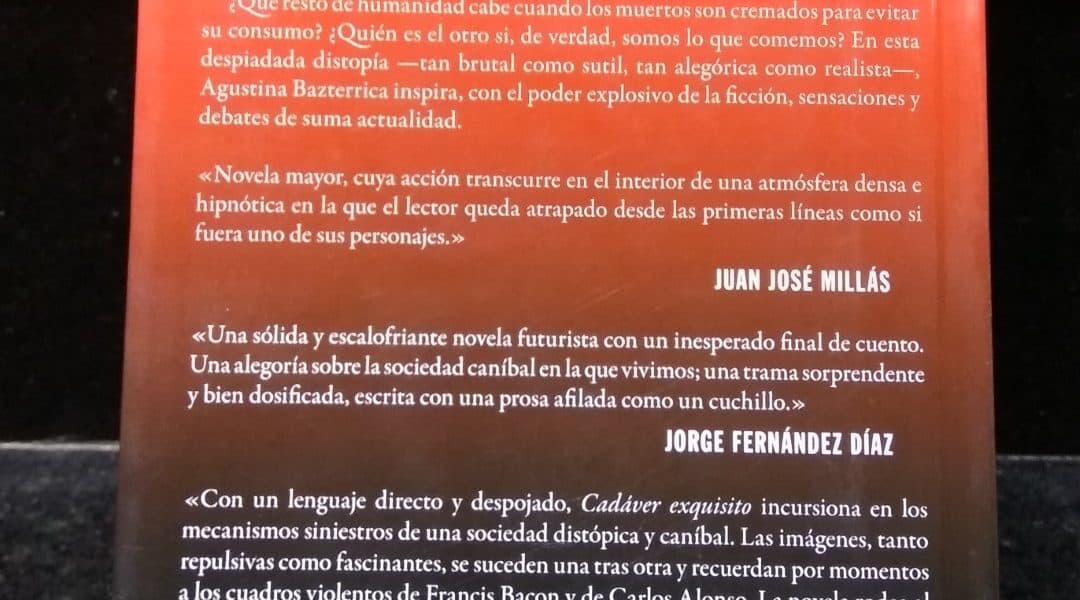 ¿Qué resto de humanidad cabe cuando los muertos son cremados para evitar
su consumo? ¿Quién es el otro si, de verdad, somos lo que comemos? En esta
despiadada distopía —tan brutal como sutil, tan alegórica como realista—,
Agustina Bazterrica inspira, con el poder explosivo de la ficción, sensaciones y
debates de suma actualidad.
«Novela mayor, cuya acción transcurre en el interior de una atmósfera densa e
hipnótica en la que el lector queda atrapado desde las primeras líneas como si
fuera uno de sus personajes.»
JUAN JOSÉ MILLÁS
«Una sólida y escalofriante novela futurista con un inesperado final de cuento.
Una alegoría sobre la sociedad caníbal en la que vivimos; una trama sorprendente
y bien dosificada, escrita con una prosa afilada como un cuchillo.»
JORGE FERNÁNDEZ DÍAZ
«Con un lenguaje directo y despojado, Cadáver exquisito incursiona en los
mecanismos siniestros de una sociedad distópica y caníbal. Las imágenes, tanto
repulsivas como fascinantes, se suceden una tras otra y recuerdan por momentos
a los cuadros violentos de Francis Bacon y de Carlos Alonso. La novela